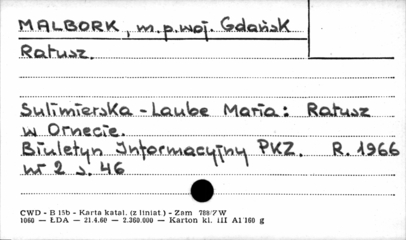 MALBORK, m.p.woj. Gdańsk
Ratusz.
Sulimierska - Laube Maria: Ratusz
w Ornecie.
Biuletyn Informacyjny PKZ. R. 1966
nr 2 s. 46
CWD - B 15b - Karta katal. (z liniat.) - Zam 788/7 W
1060 — ŁDA — 21.4.60 — 2.360.000 — Karton kl. III A1 160 g